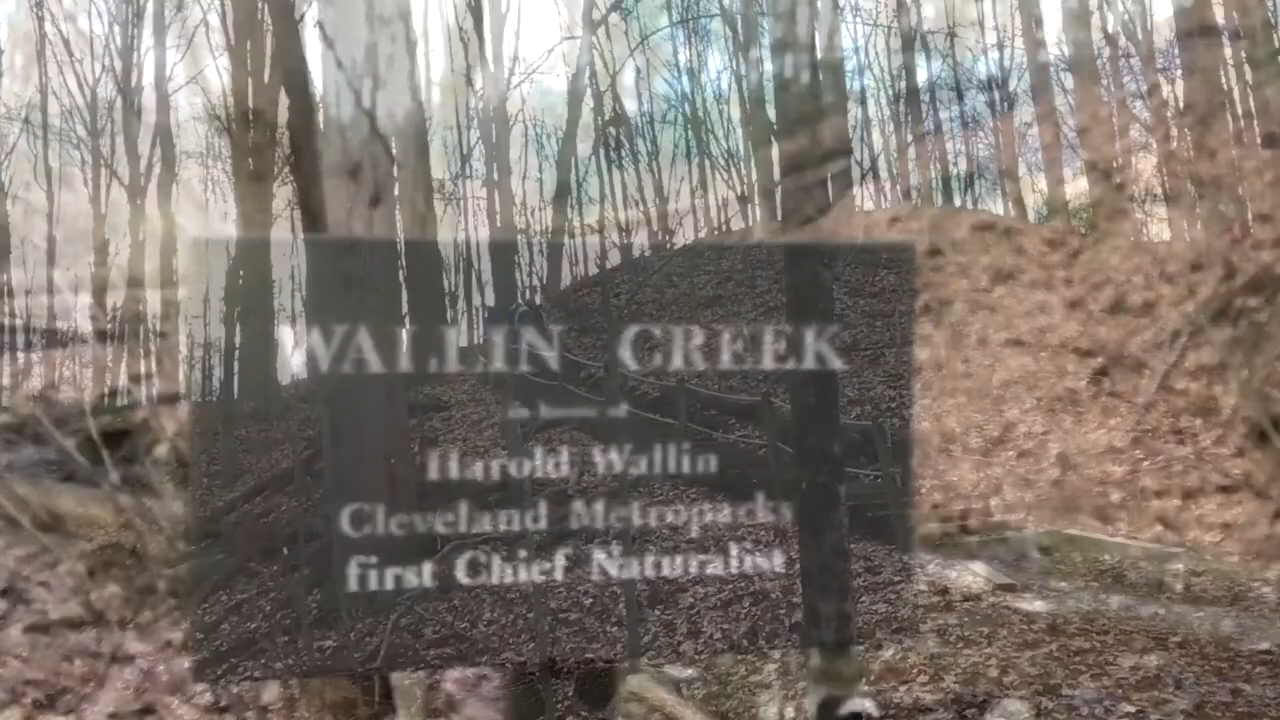 WALLIN CREEK
Harold Wallin
Cleveland Metroparks
first Chief Naturalist